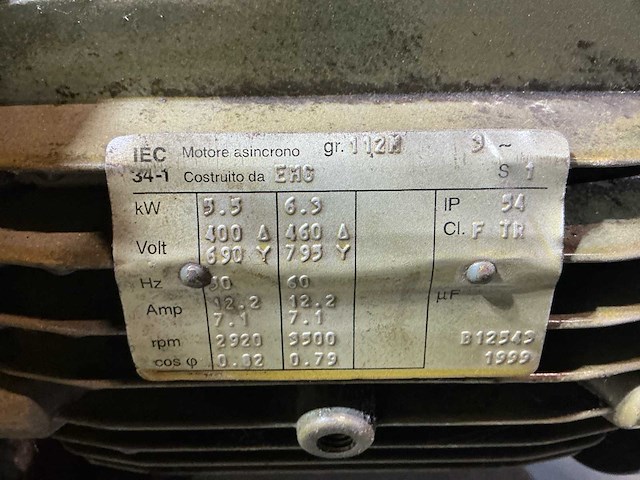 IEC Motore asincrono gr. 112M 3 ~
34-1 Costruito da EMG S 1
kW 5.5 6.3 IP 54
400 Δ 460 Δ Cl. F TR
Volt 690 Y 795 Y
Hz 50 60 µF
Amp 12.2 12.2
7.1 7.1
rpm 2920 3500 B12549
cos φ 0.82 0.79 1999